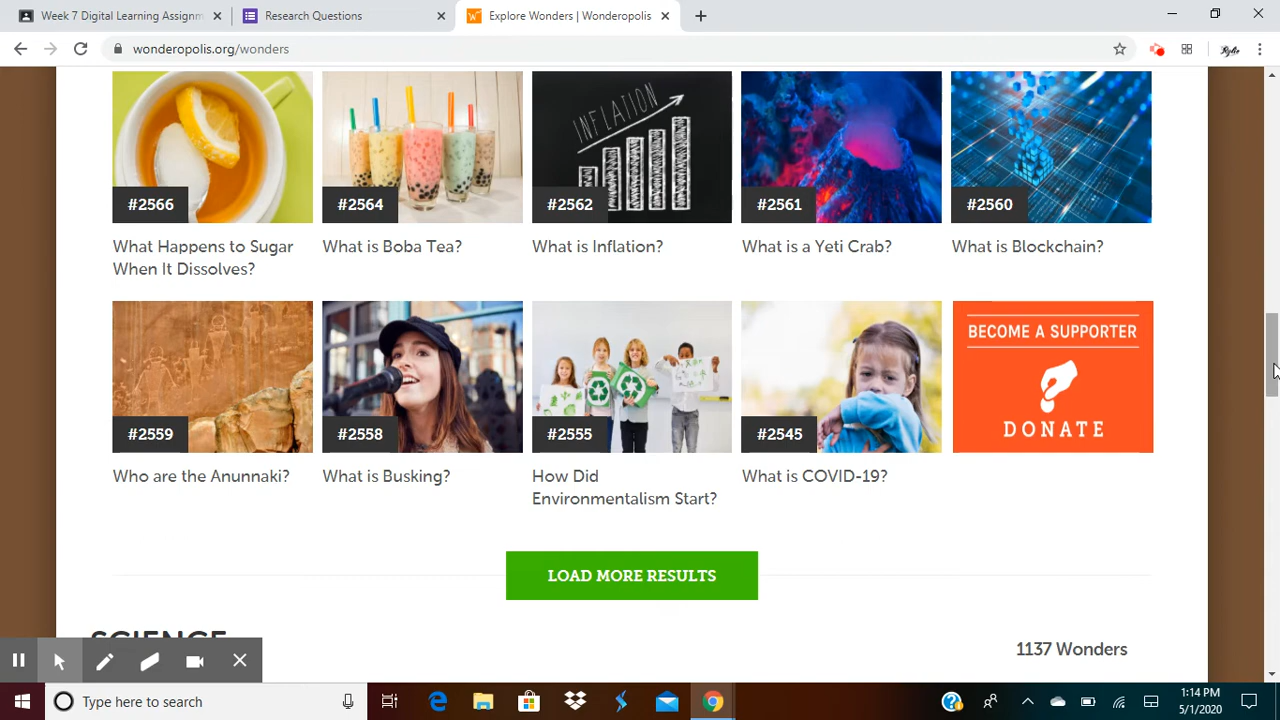 Week 7 Digital Learning Assignm
Research Questions
Explore Wonders | Wonderopolis
wonderopolis.org/wonders
#2566
#2564
INFLATION
#2562
#2561
#2560
What Happens to Sugar
When It Dissolves?
What is Boba Tea?
What is Inflation?
What is a Yeti Crab?
What is Blockchain?
#2559
#2558
#2555
#2545
BECOME A SUPPORTER
DONATE
Who are the Anunnaki?
What is Busking?
How Did
Environmentalism Start?
What is COVID-19?
LOAD MORE RESULTS
SCIENCE
1137 Wonders
Type here to search
1:14 PM
5/1/2020